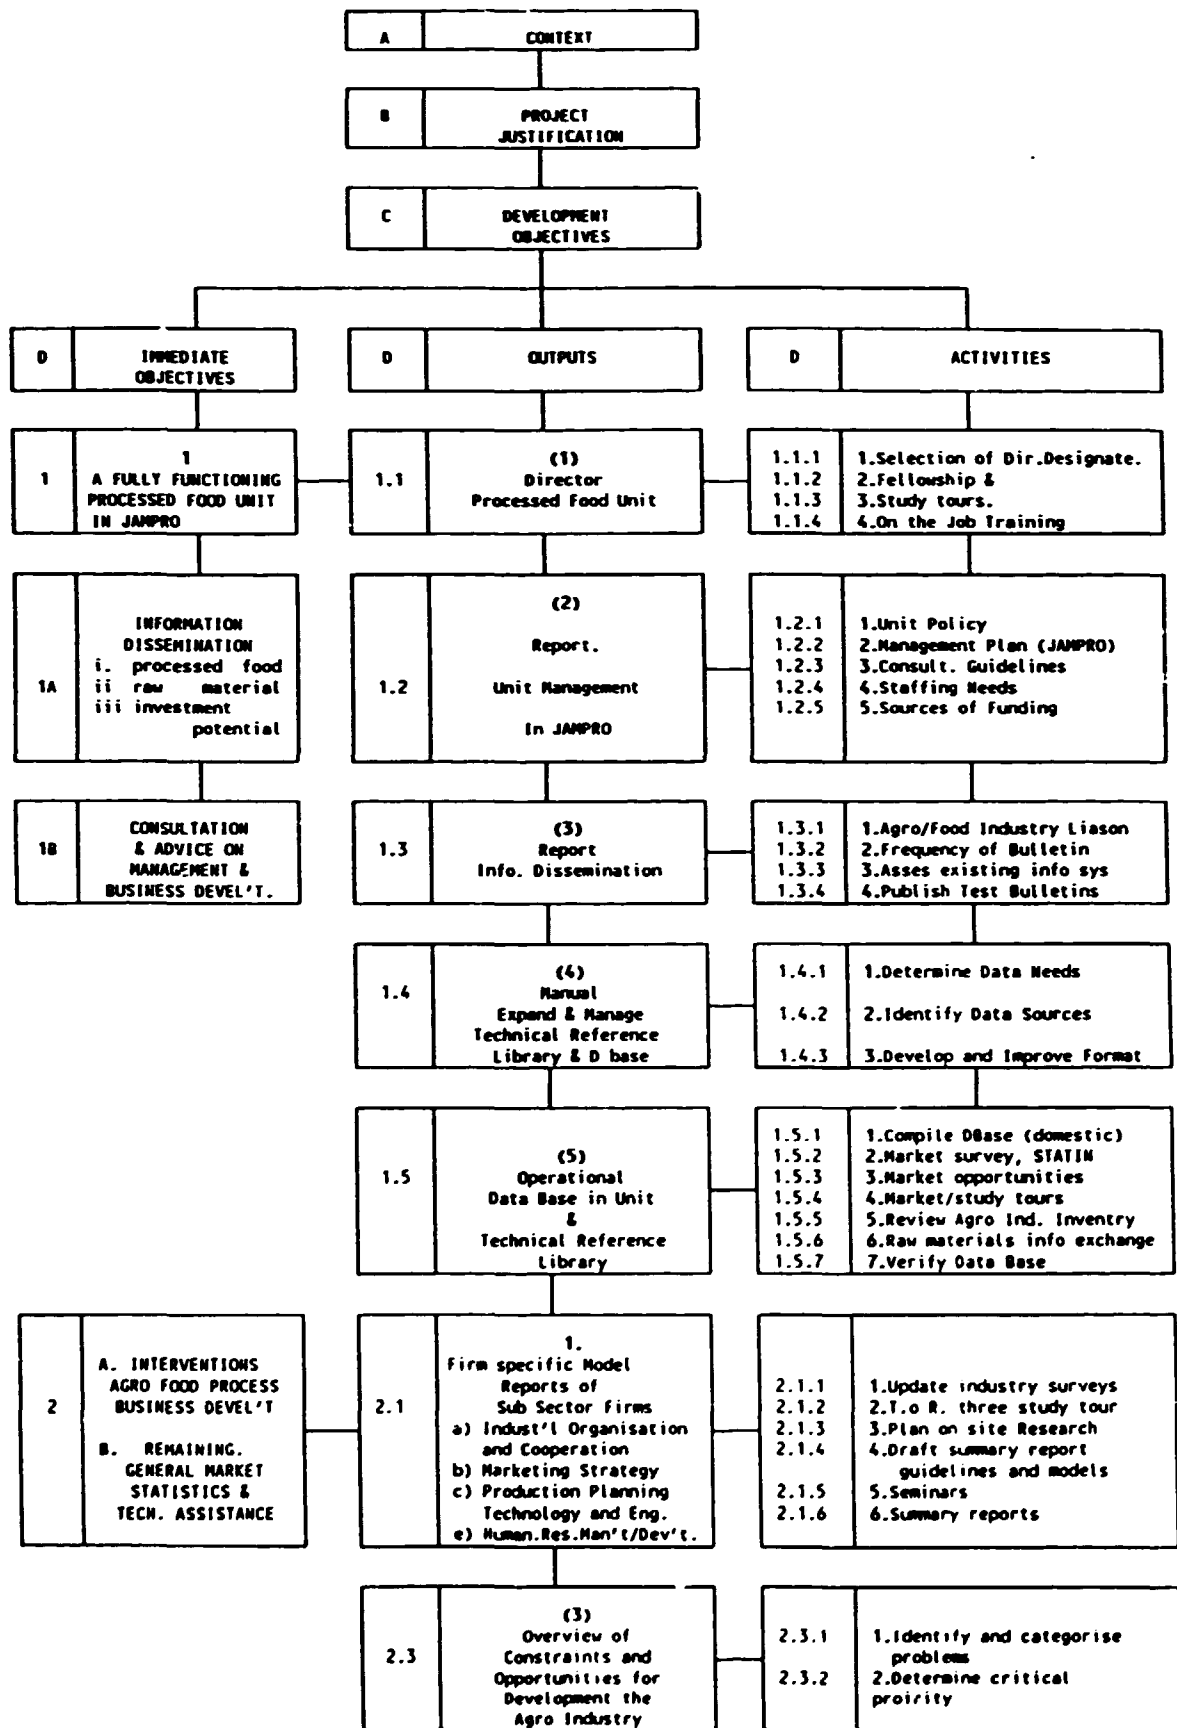 A CONTEXT
B PROJECT
JUSTIFICATION
C DEVELOPMENT
OBJECTIVES
D IMMEDIATE
OBJECTIVES
D OUTPUTS
D ACTIVITIES
1
1 A FULLY FUNCTIONING
PROCESSED FOOD UNIT
IN JAMPRO
(1)
1.1 Director
Processed Food Unit
1.1.1 1.Selection of Dir.Designate.
1.1.2 2.Fellowship &
1.1.3 3.Study tours.
1.1.4 4.On the Job Training
INFORMATION
DISSEMINATION
i. processed food
1A ii raw material
iii investment
potential
(2)
Report.
1.2 Unit Management
In JAMPRO
1.2.1 1.Unit Policy
1.2.2 2.Management Plan (JAMPRO)
1.2.3 3.Consult. Guidelines
1.2.4 4.Staffing Needs
1.2.5 5.Sources of Funding
CONSULTATION
1B & ADVICE ON
MANAGEMENT &
BUSINESS DEVEL'T.
(3)
1.3 Report
Info. Dissemination
1.3.1 1.Agro/Food Industry Liason
1.3.2 2.Frequency of Bulletin
1.3.3 3.Asses existing info sys
1.3.4 4.Publish Test Bulletins
(4)
1.4 Manual
Expand & Manage
Technical Reference
Library & D base
1.4.1 1.Determine Data Needs
1.4.2 2.Identify Data Sources
1.4.3 3.Develop and Improve Format
(5)
1.5 Operational
Data Base in Unit
&
Technical Reference
Library
1.5.1 1.Compile DBase (domestic)
1.5.2 2.Market survey, STATIN
1.5.3 3.Market opportunities
1.5.4 4.Market/study tours
1.5.5 5.Review Agro Ind. Inventry
1.5.6 6.Raw materials info exchange
1.5.7 7.Verify Data Base
A. INTERVENTIONS
AGRO FOOD PROCESS
2 BUSINESS DEVEL'T
B. REMAINING.
GENERAL MARKET
STATISTICS &
TECH. ASSISTANCE
1.
Firm specific Model
Reports of
2.1 Sub Sector Firms
a) Indust'l Organisation
and Cooperation
b) Marketing Strategy
c) Production Planning
Technology and Eng.
e) Human.Res.Man't/Dev't.
2.1.1 1.Update industry surveys
2.1.2 2.T.o R. three study tour
2.1.3 3.Plan on site Research
2.1.4 4.Draft summary report
guidelines and models
2.1.5 5.Seminars
2.1.6 6.Summary reports
(3)
Overview of
2.3 Constraints and
Opportunities for
Development the
Agro Industry
2.3.1 1.Identify and categorise
problems
2.3.2 2.Determine critical
proirity